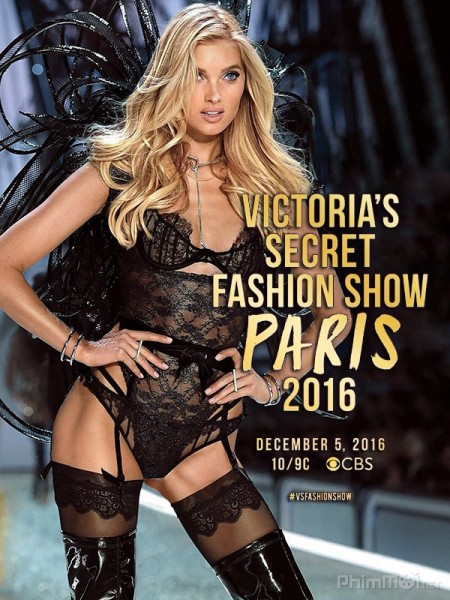 VICTORIA'S
SECRET
FASHION SHOW
PARIS
2016
DECEMBER 5, 2016
10/9C CBS
#VSFASHIONSHOW
PhimMoi.net